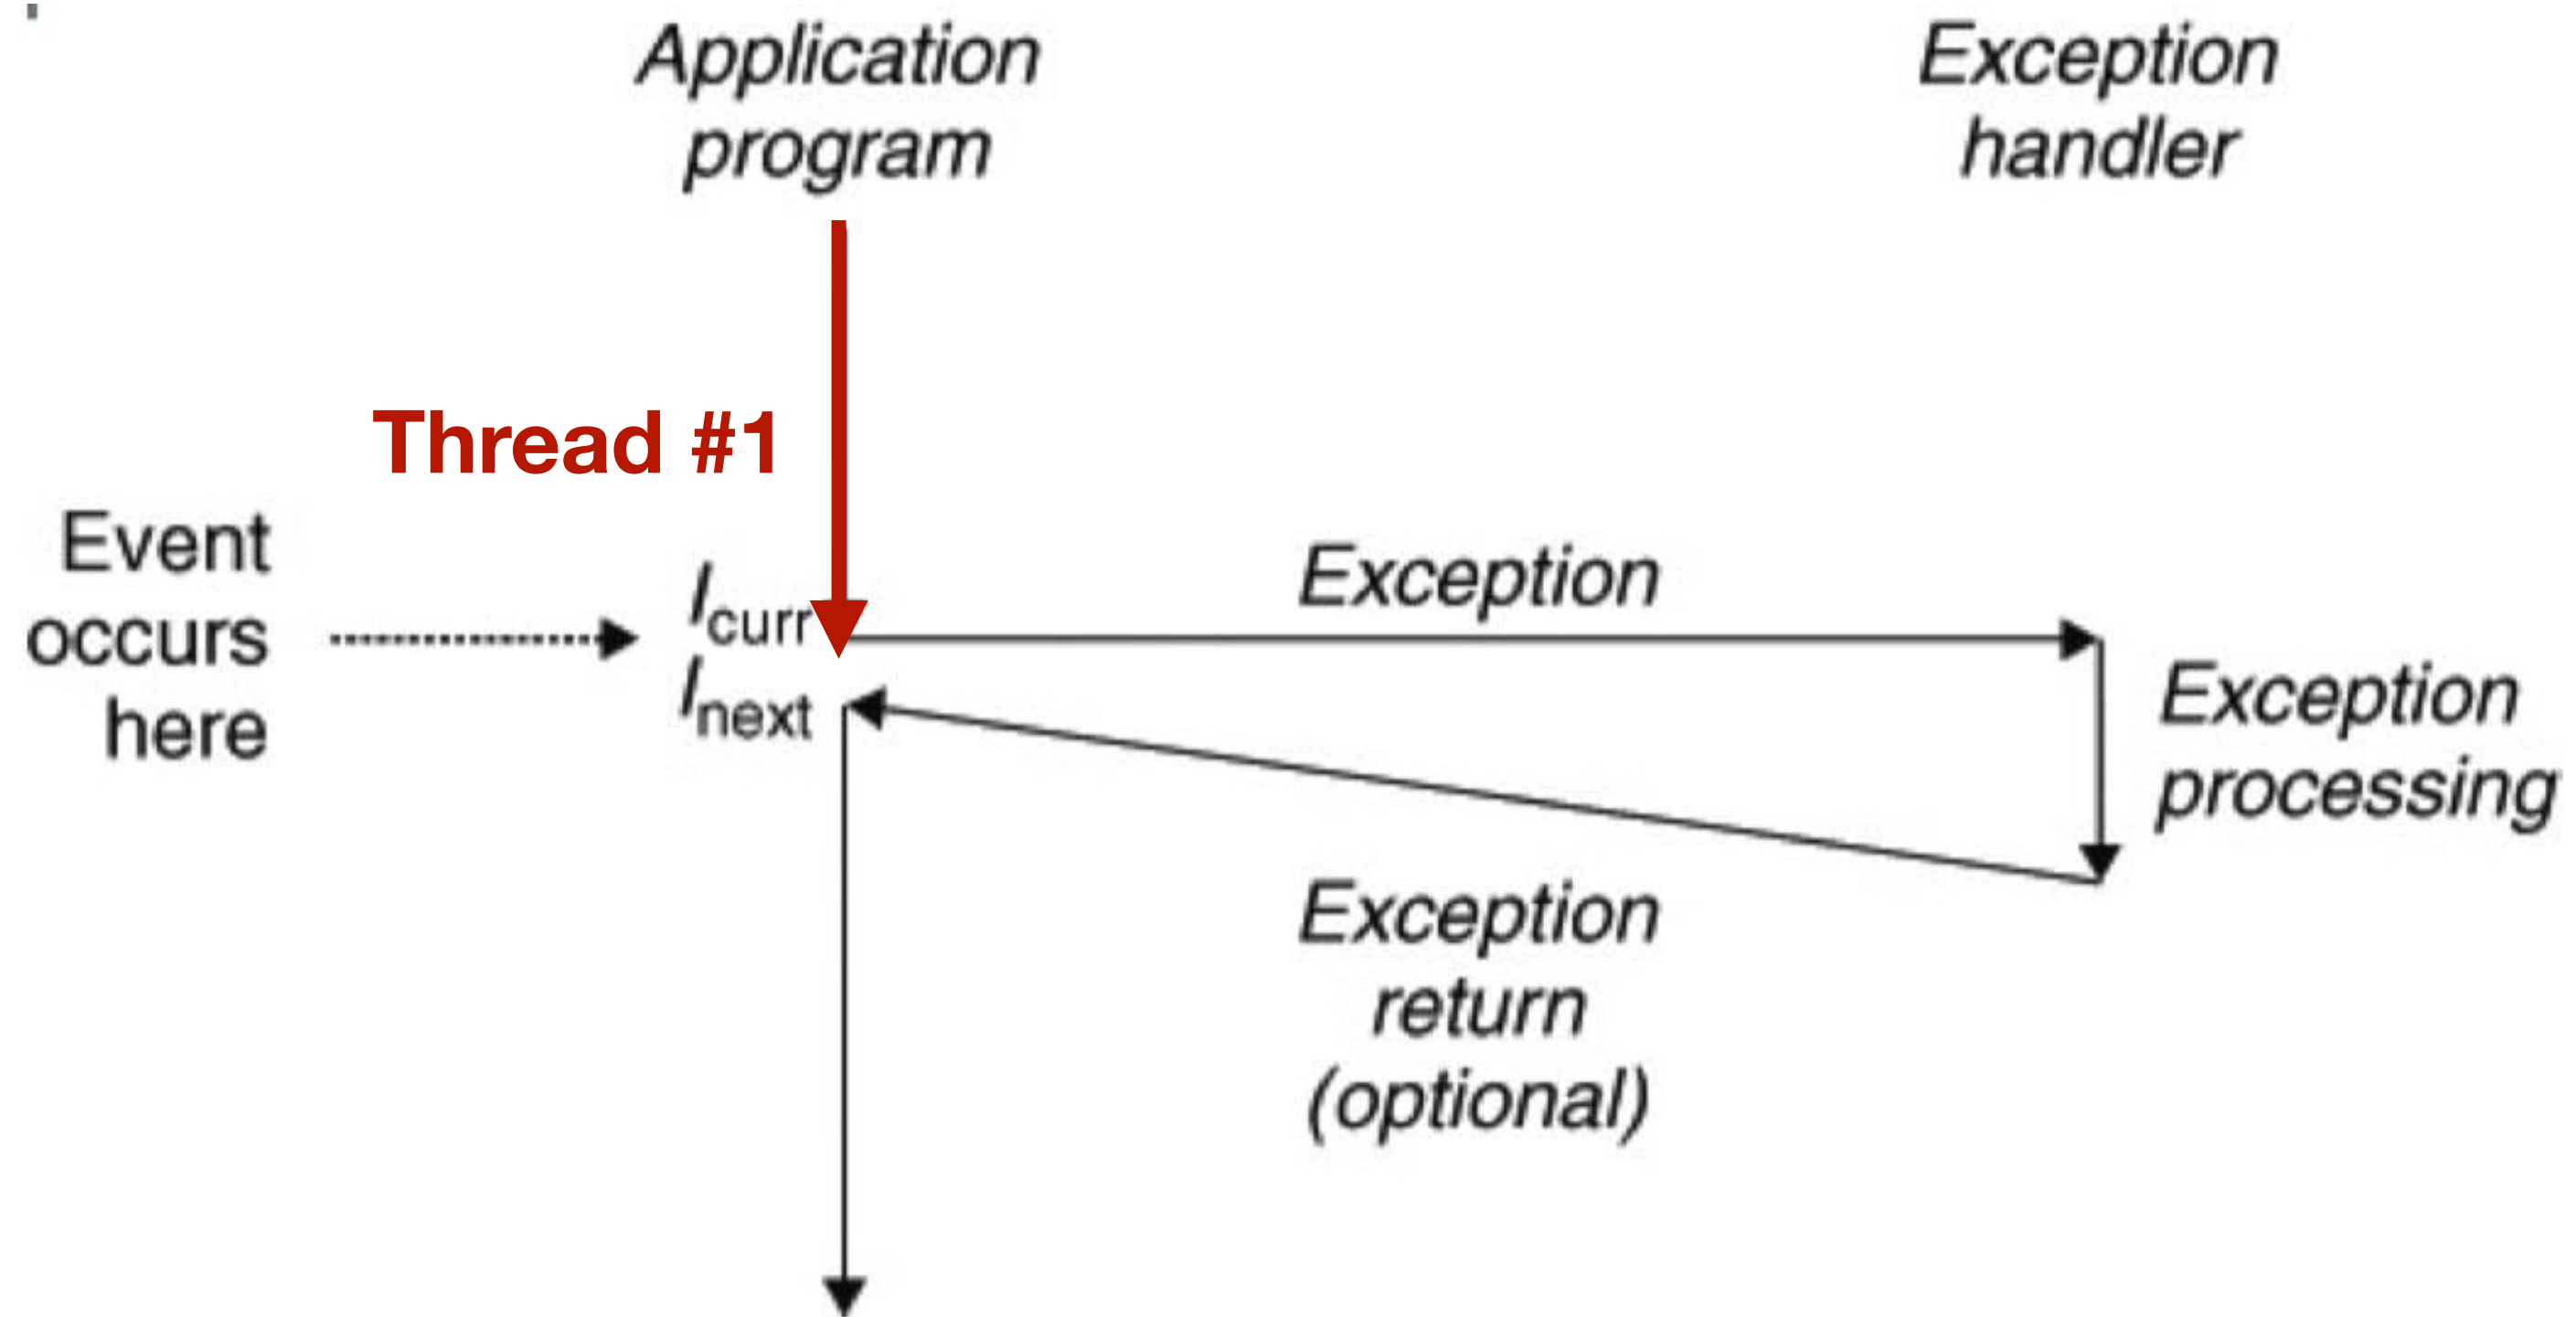 Application
program
Exception
handler
Thread #1
Event
occurs
here
Icurr
Inext
Exception
Exception
processing
Exception
return
(optional)